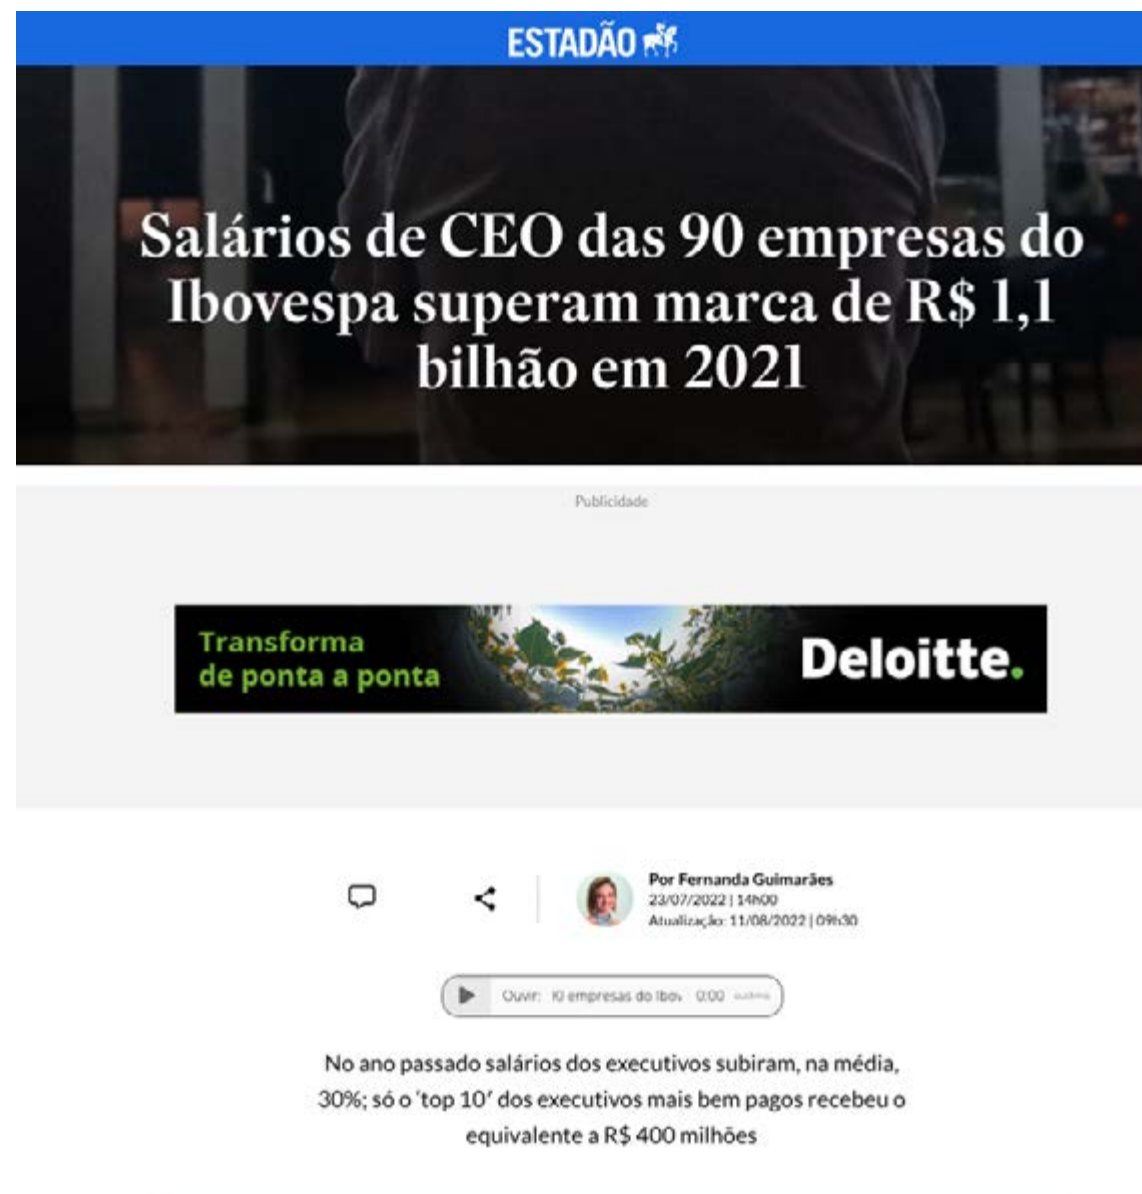 ESTADÃO
Salários de CEO das 90 empresas do
Ibovespa superam marca de R$ 1,1
bilhão em 2021
Publicidade
Transforma
de ponta a ponta
Deloitte.
Por Fernanda Guimarães
23/07/2022 | 14h00
Atualização: 11/08/2022 | 09h30
Ouvir: empresas do Ibov 0:00
No ano passado salários dos executivos subiram, na média,
30%; só o 'top 10' dos executivos mais bem pagos recebeu o
equivalente a R$ 400 milhões